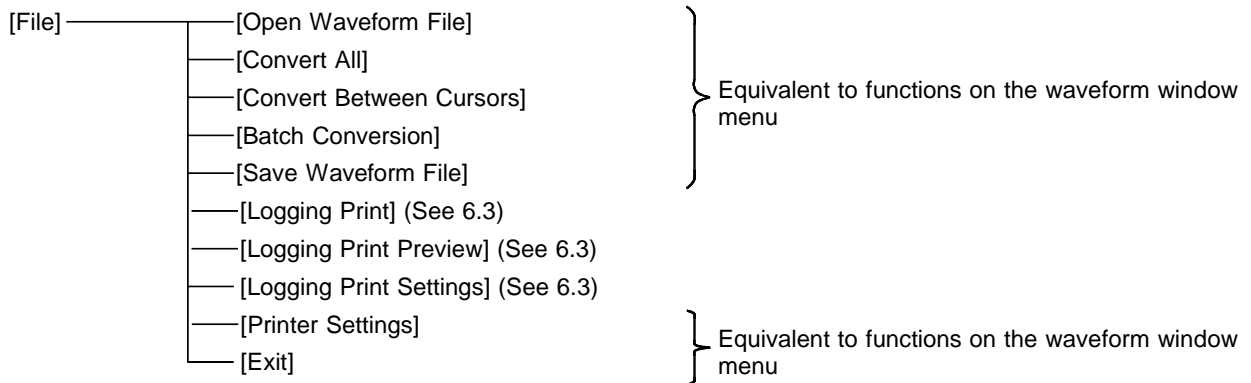 [File]
[Open Waveform File]
[Convert All]
[Convert Between Cursors]
[Batch Conversion]
[Save Waveform File]
Equivalent to functions on the waveform window
menu
[Logging Print] (See 6.3)
[Logging Print Preview] (See 6.3)
[Logging Print Settings] (See 6.3)
[Printer Settings]
[Exit]
Equivalent to functions on the waveform window
menu